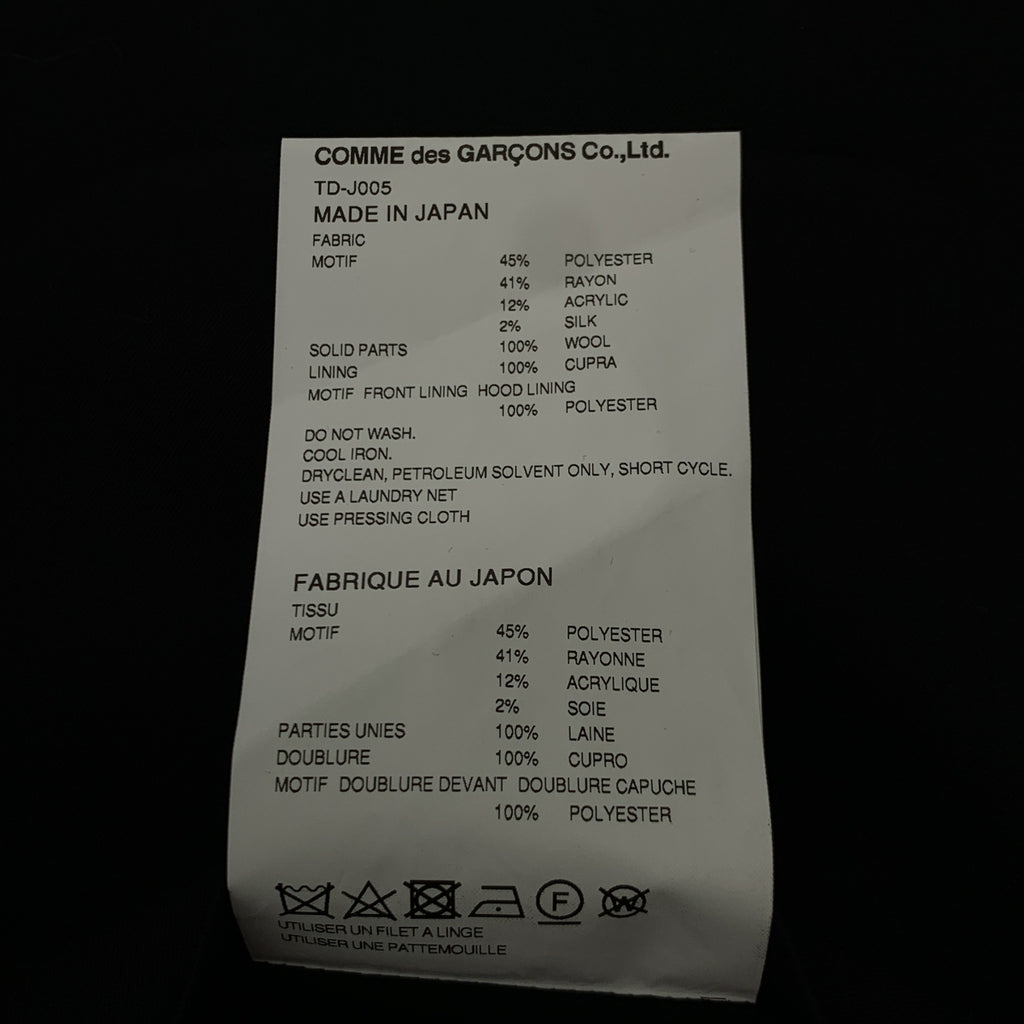 COMME des GARÇONS Co.,Ltd.
TD-J005
MADE IN JAPAN
FABRIC
MOTIF 45% POLYESTER
41% RAYON
12% ACRYLIC
2% SILK
SOLID PARTS 100% WOOL
LINING 100% CUPRA
MOTIF FRONT LINING HOOD LINING
100% POLYESTER
DO NOT WASH.
COOL IRON.
DRYCLEAN, PETROLEUM SOLVENT ONLY, SHORT CYCLE.
USE A LAUNDRY NET
USE PRESSING CLOTH
FABRIQUE AU JAPON
TISSU
MOTIF 45% POLYESTER
41% RAYONNE
12% ACRYLIQUE
2% SOIE
PARTIES UNIES 100% LAINE
DOUBLURE 100% CUPRO
MOTIF DOUBLURE DEVANT DOUBLURE CAPUCHE
100% POLYESTER
F W
UTILISER UN FILET A LINGE
UTILISER UNE PATTEMOUILLE